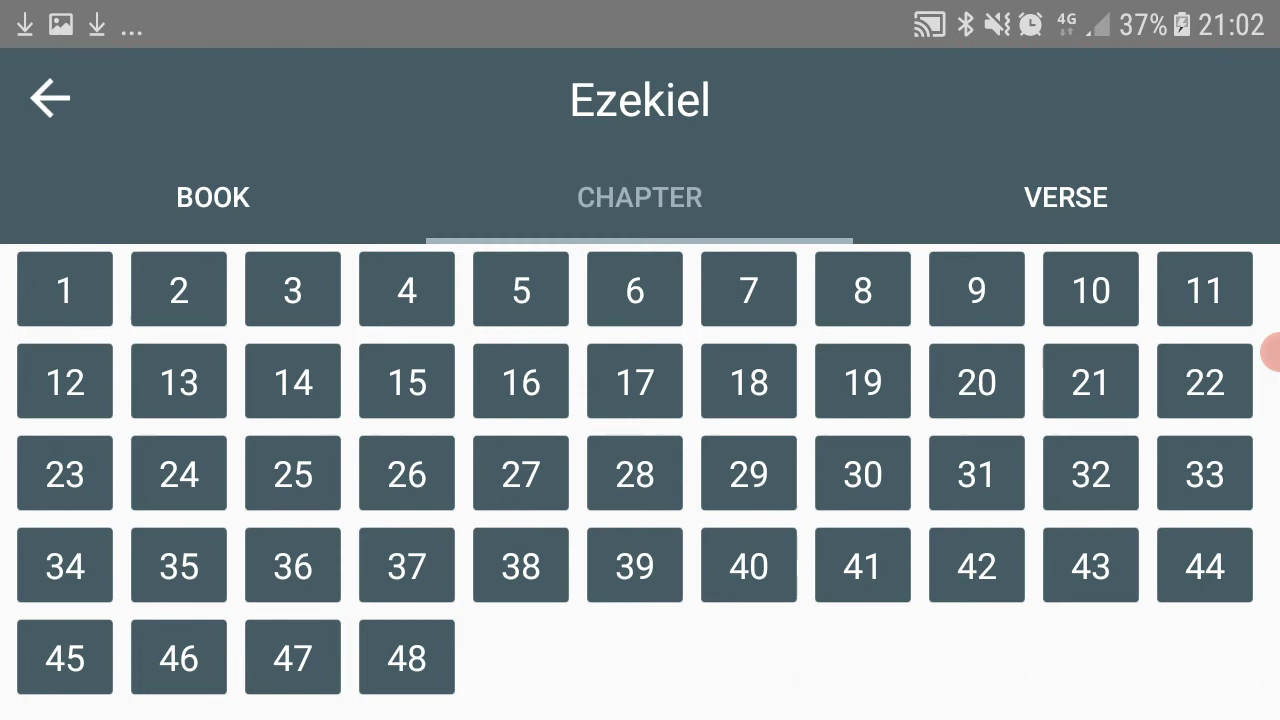 ... 4G 37% 21:02
Ezekiel
BOOK CHAPTER VERSE
1 2 3 4 5 6 7 8 9 10 11
12 13 14 15 16 17 18 19 20 21 22
23 24 25 26 27 28 29 30 31 32 33
34 35 36 37 38 39 40 41 42 43 44
45 46 47 48